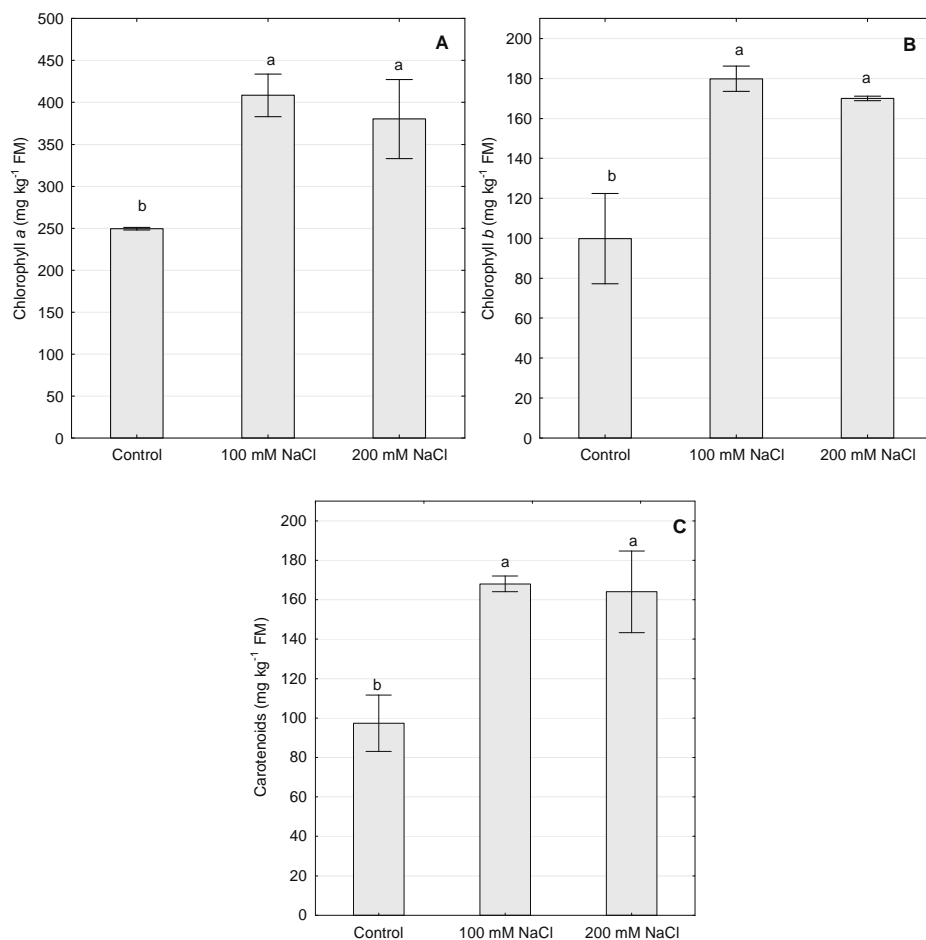 A
Chlorophyll a (mg kg⁻¹ FM)
500
450
400
350
300
250
200
150
100
50
0
b
a
a
Control
100 mM NaCl
200 mM NaCl
B
Chlorophyll b (mg kg⁻¹ FM)
200
180
160
140
120
100
80
60
40
20
0
b
a
a
Control
100 mM NaCl
200 mM NaCl
C
Carotenoids (mg kg⁻¹ FM)
200
180
160
140
120
100
80
60
40
20
0
b
a
a
Control
100 mM NaCl
200 mM NaCl